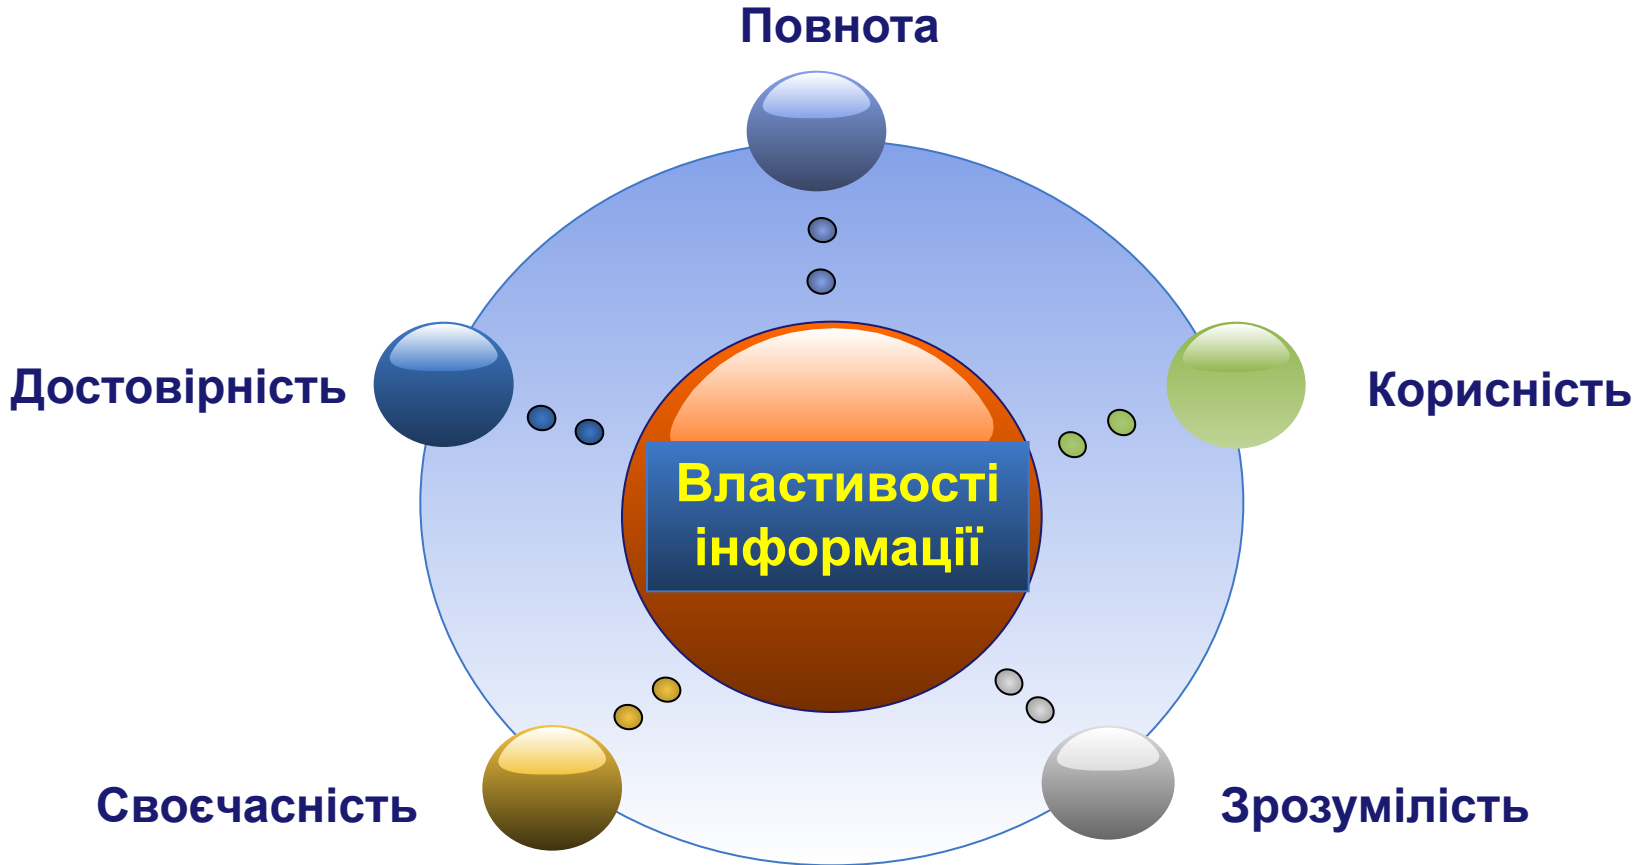 Повнота
Достовірність
Корисність
Властивості
інформації
Своєчасність
Зрозумілість